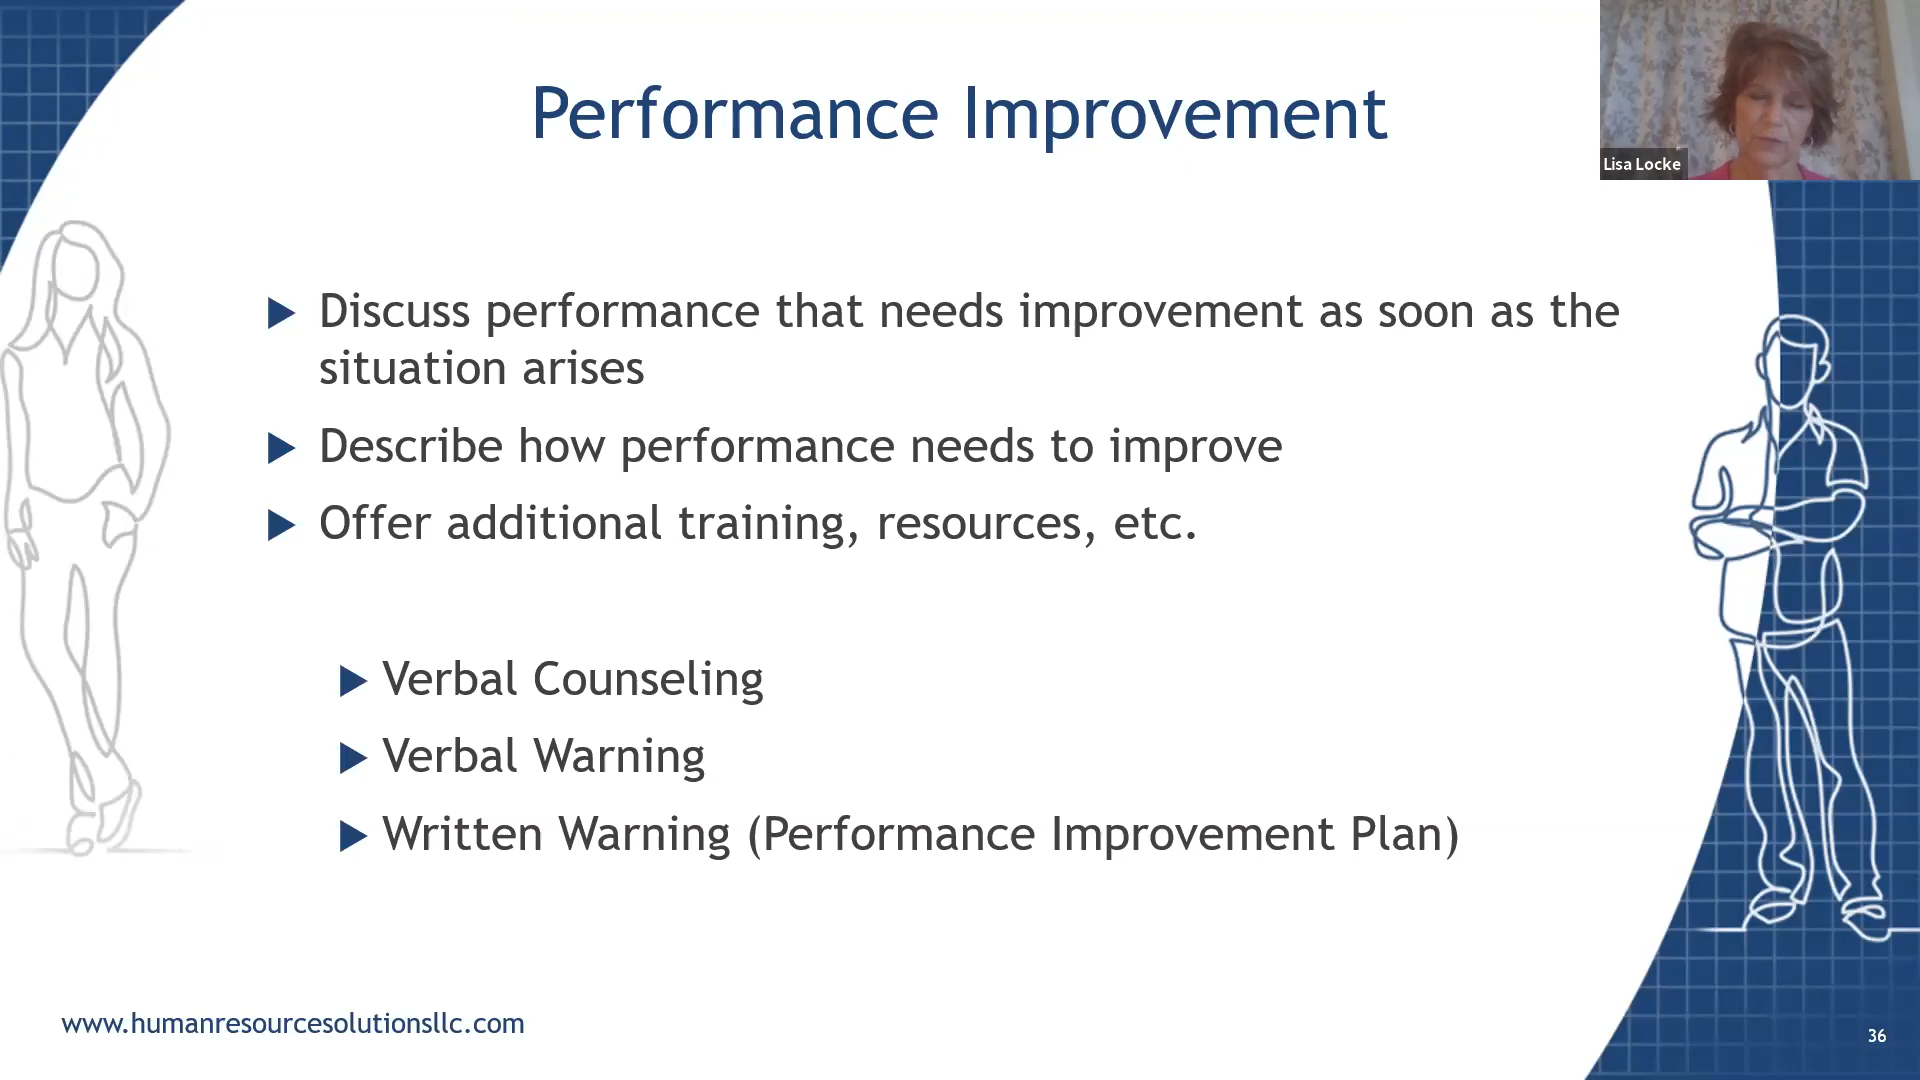 Performance Improvement
Lisa Locke
Discuss performance that needs improvement as soon as the
situation arises
Describe how performance needs to improve
Offer additional training, resources, etc.
Verbal Counseling
Verbal Warning
Written Warning (Performance Improvement Plan)
www.humanresourcesolutionsllc.com
36